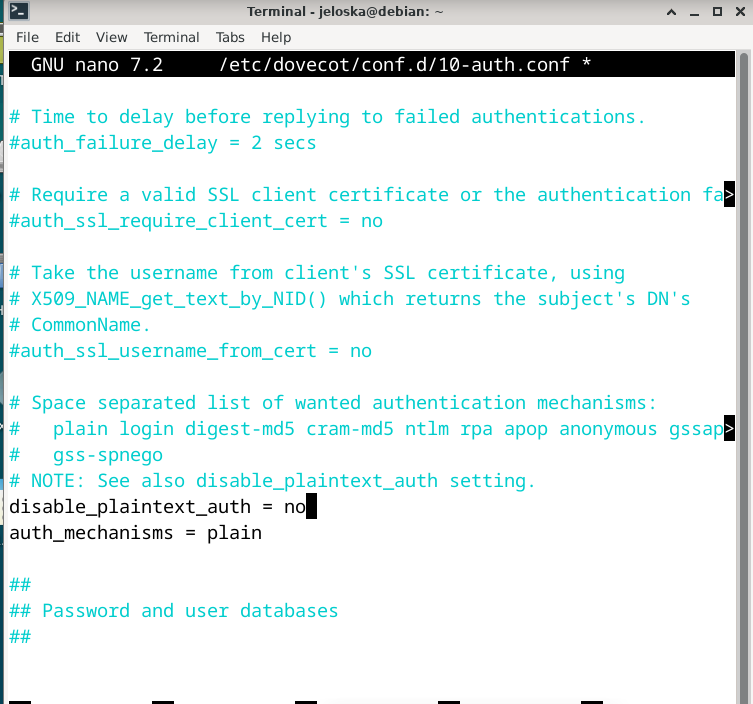 Terminal - jeloska@debian: ~
File Edit View Terminal Tabs Help
GNU nano 7.2 /etc/dovecot/conf.d/10-auth.conf *
# Time to delay before replying to failed authentications.
#auth_failure_delay = 2 secs
# Require a valid SSL client certificate or the authentication fa>
#auth_ssl_require_client_cert = no
# Take the username from client's SSL certificate, using
# X509_NAME_get_text_by_NID() which returns the subject's DN's
# CommonName.
#auth_ssl_username_from_cert = no
# Space separated list of wanted authentication mechanisms:
#   plain login digest-md5 cram-md5 ntlm rpa apop anonymous gssap>
#   gss-spnego
# NOTE: See also disable_plaintext_auth setting.
disable_plaintext_auth = no
auth_mechanisms = plain
##
## Password and user databases
##